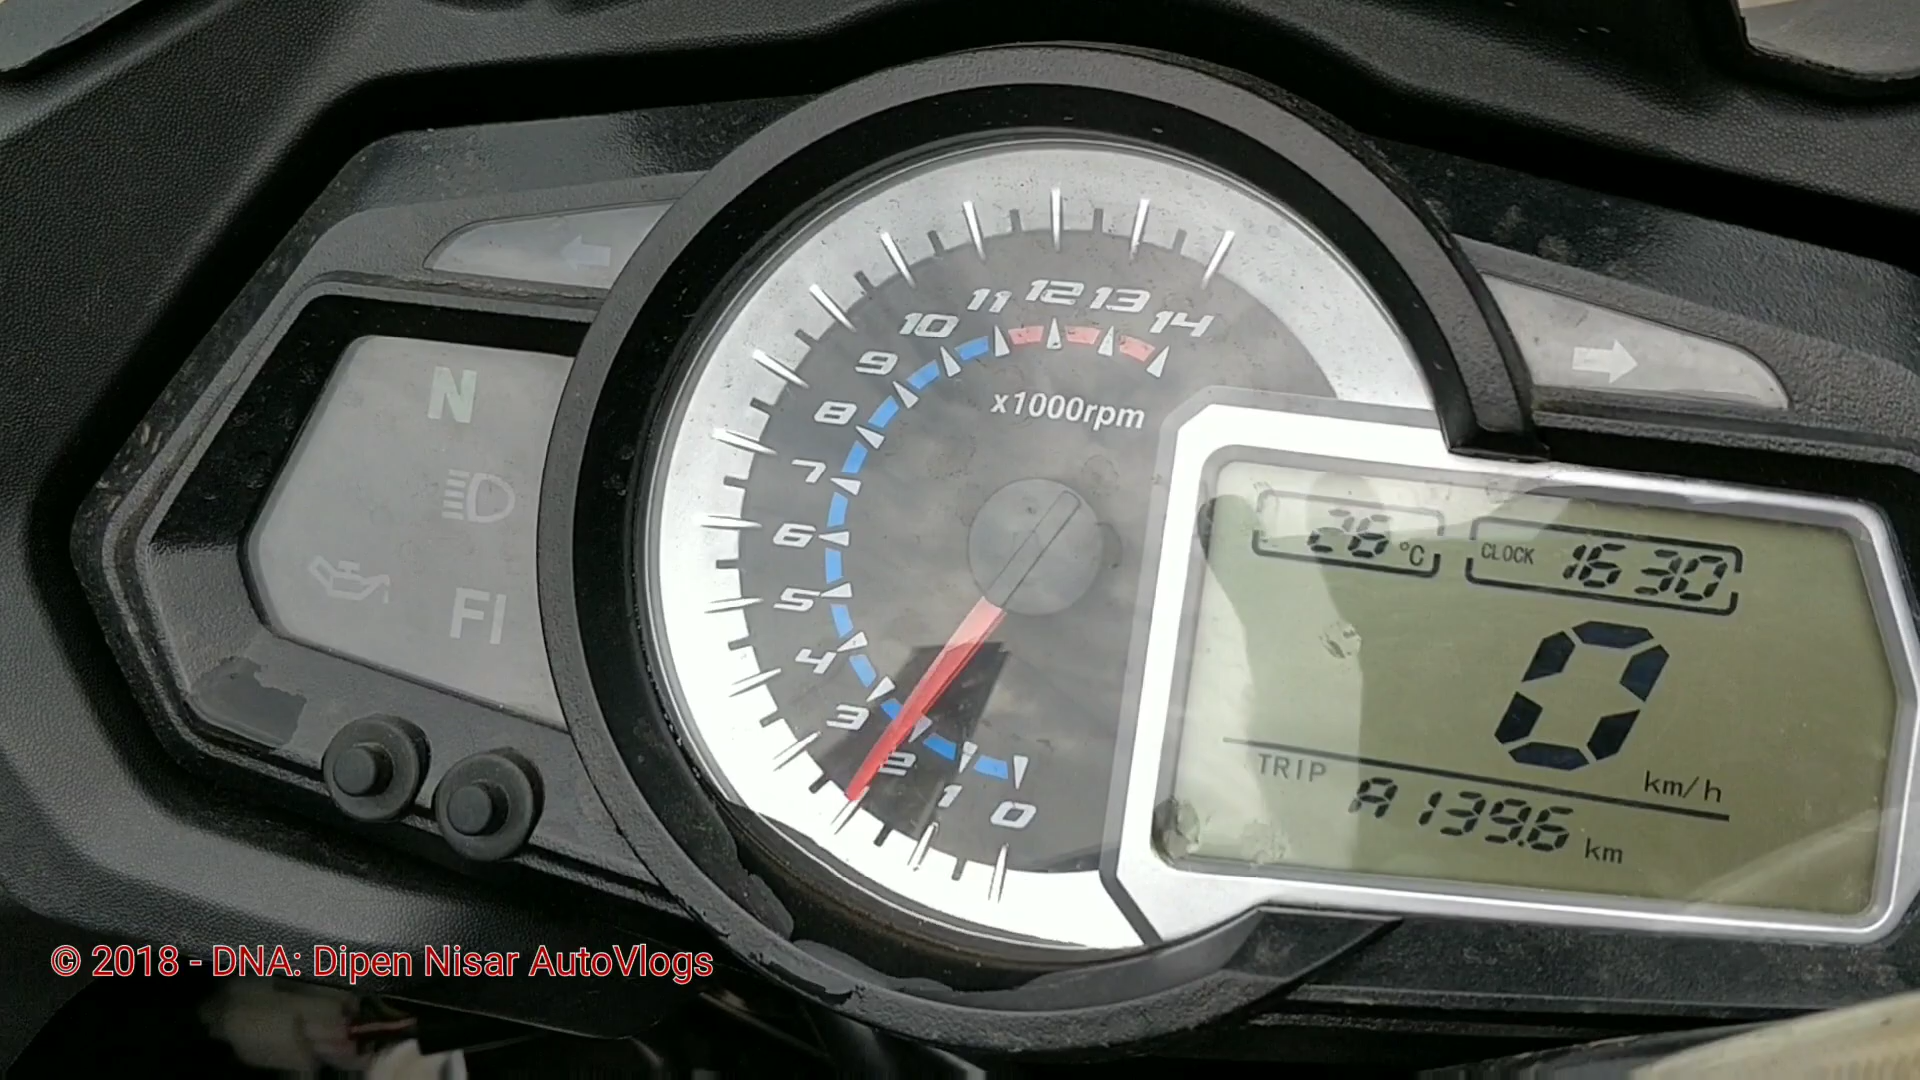 N
FI
14
13
12
11
10
9
8
7
6
5
4
3
2
1
0
x1000rpm
26 °C
CLOCK 16 30
0 km/h
TRIP A 139.6 km
© 2018 - DNA: Dipen Nisar AutoVlogs